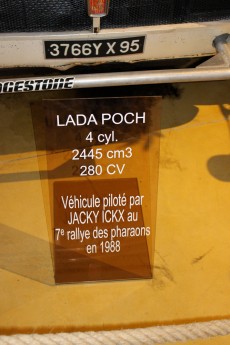 3766 Y X 95
GESTONE
LADA POCH
4 cyl.
2445 cm3
280 CV
Véhicule piloté par
JACKY ICKX au
7e rallye des pharaons
en 1988